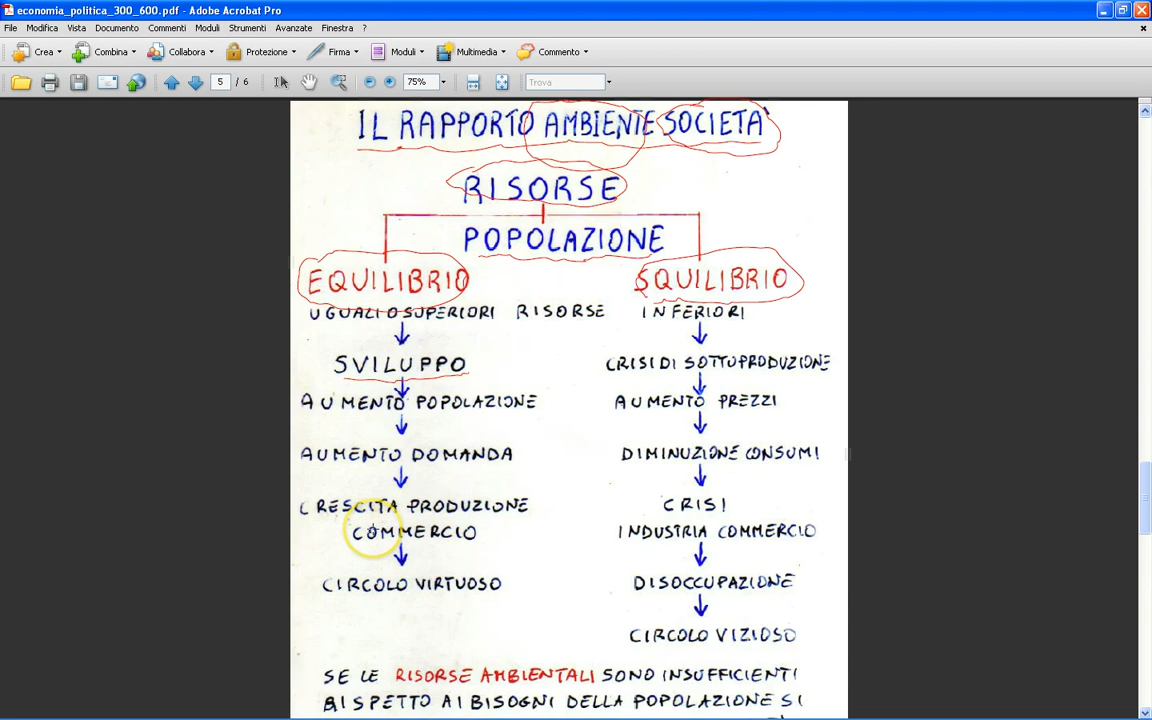 economia_politica_300_600.pdf - Adobe Acrobat Pro
File Modifica Vista Documento Commenti Moduli Strumenti Avanzate Finestra ?
Crea Combina Collabora Protezione Firma Moduli Multimedia Commento
5 / 6 75% Trova
IL RAPPORTO AMBIENTE SOCIETA'
RISORSE
POPOLAZIONE
EQUILIBRIO SQUILIBRIO
UGUALI O SUPERIORI RISORSE INFERIORI
SVILUPPO CRISI DI SOTTOPRODUZIONE
AUMENTO POPOLAZIONE AUMENTO PREZZI
AUMENTO DOMANDA DIMINUZIONE CONSUMI
CRESCITA PRODUZIONE CRISI
COMMERCIO INDUSTRIA COMMERCIO
CIRCOLO VIRTUOSO DISOCCUPAZIONE
CIRCOLO VIZIOSO
SE LE RISORSE AMBIENTALI SONO INSUFFICIENTI
RISPETTO AI BISOGNI DELLA POPOLAZIONE SI